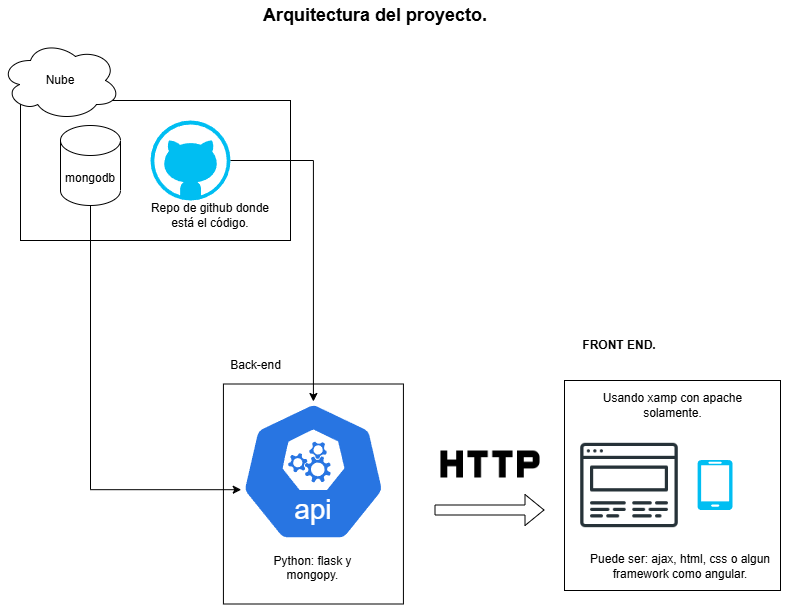 Arquitectura del proyecto.
Nube
mongodb
Repo de github donde
está el código.
Back-end
api
Python: flask y
mongopy.
HTTP
FRONT END.
Usando xamp con apache
solamente.
Puede ser: ajax, html, css o algun
framework como angular.